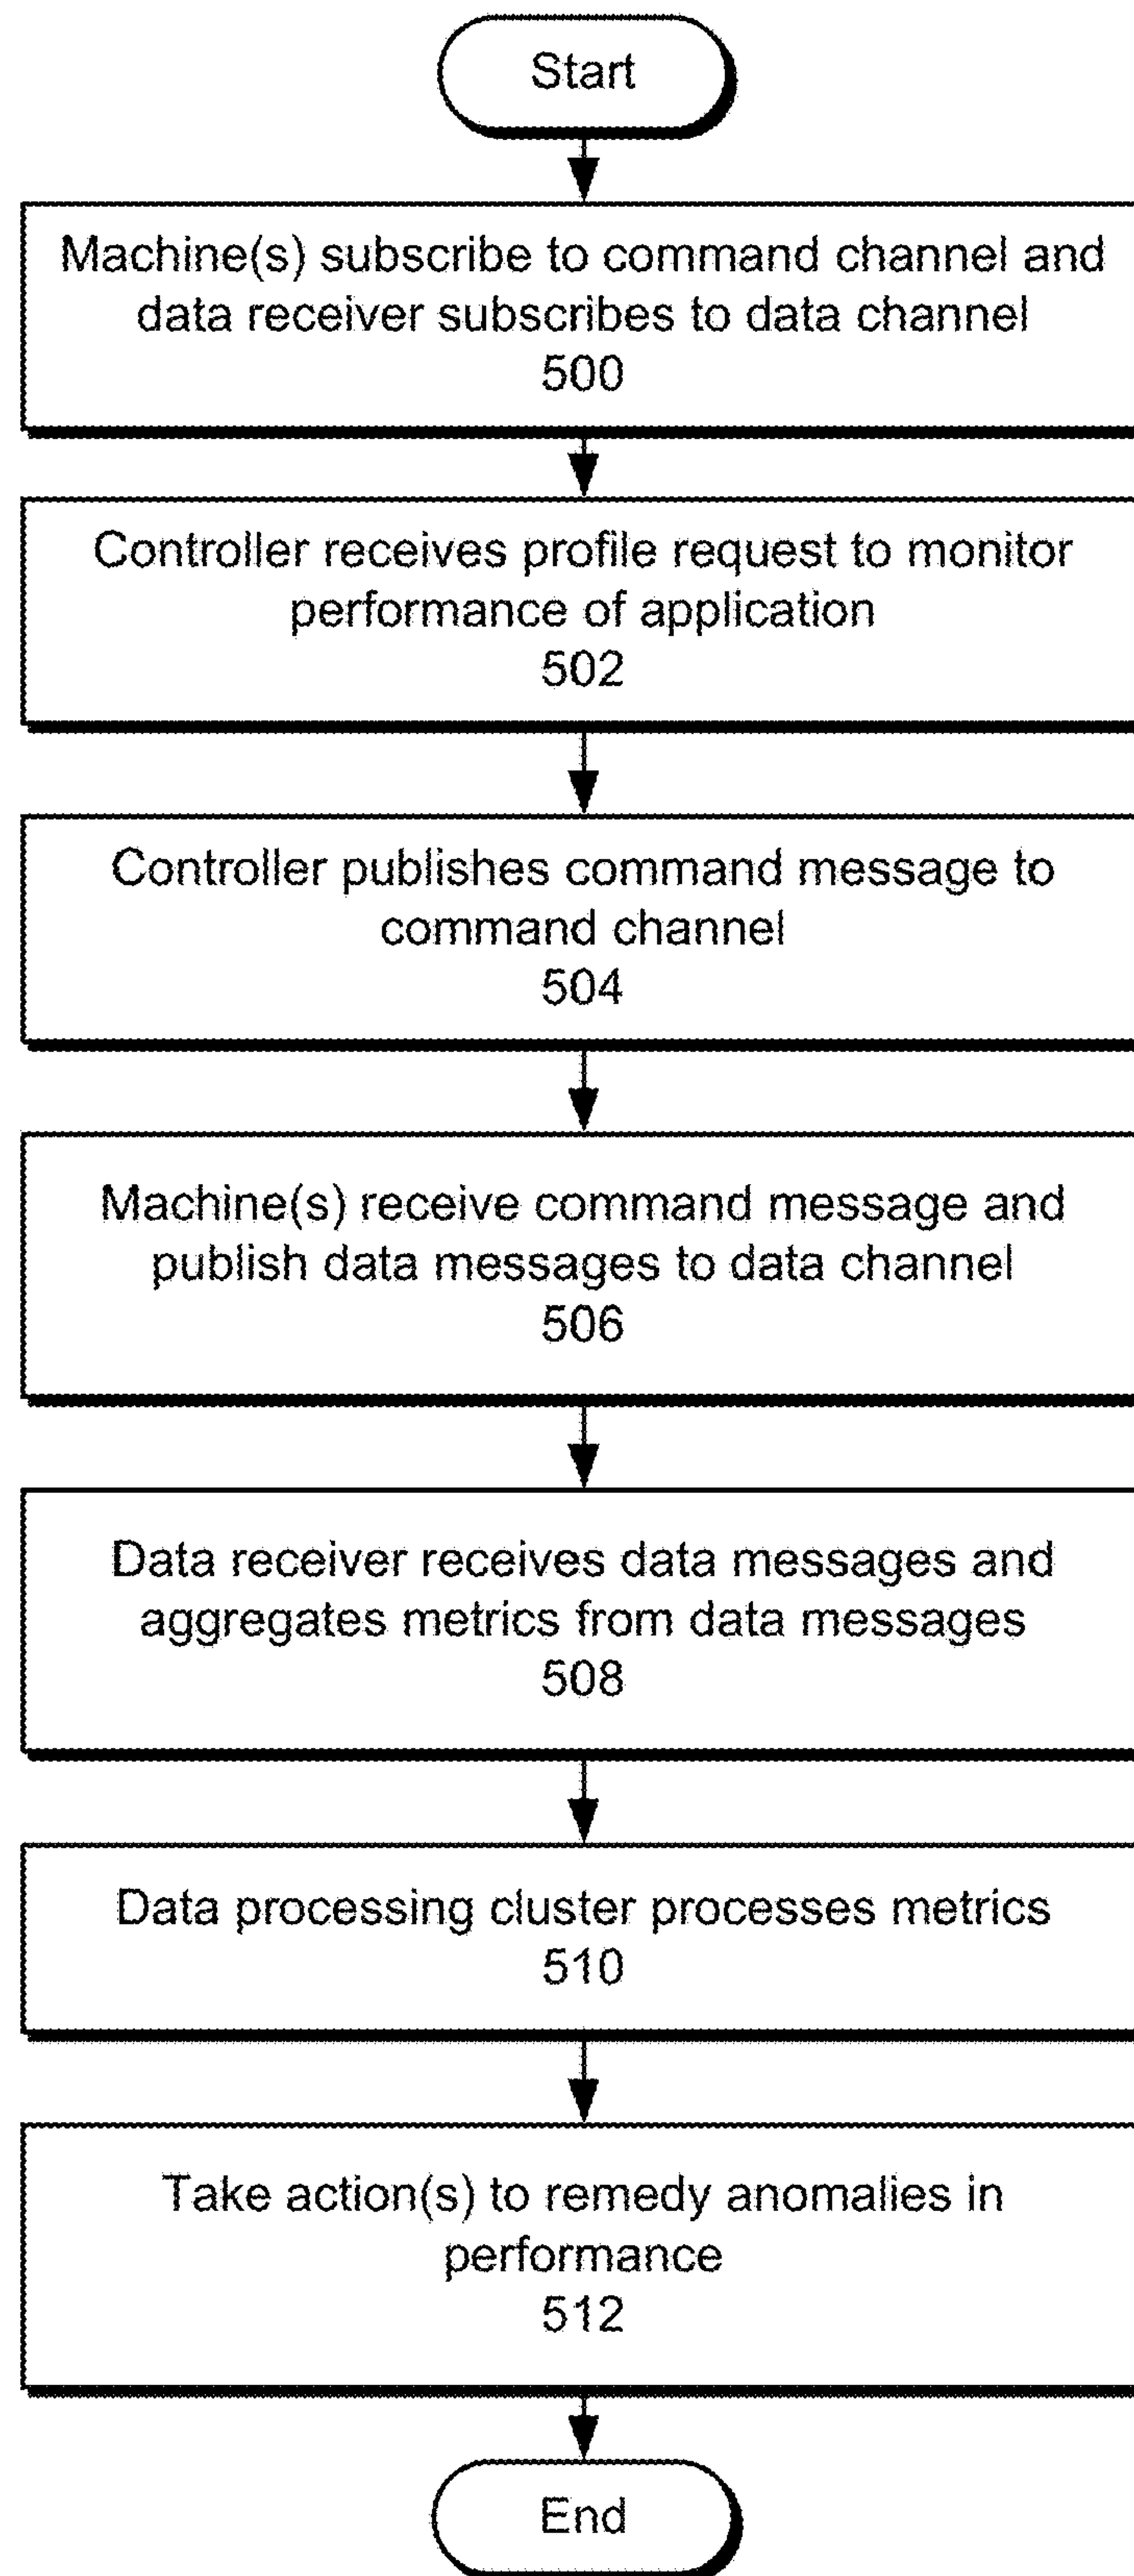 Start
Machine(s) subscribe to command channel and
data receiver subscribes to data channel
500
Controller receives profile request to monitor
performance of application
502
Controller publishes command message to
command channel
504
Machine(s) receive command message and
publish data messages to data channel
506
Data receiver receives data messages and
aggregates metrics from data messages
508
Data processing cluster processes metrics
510
Take action(s) to remedy anomalies in
performance
512
End